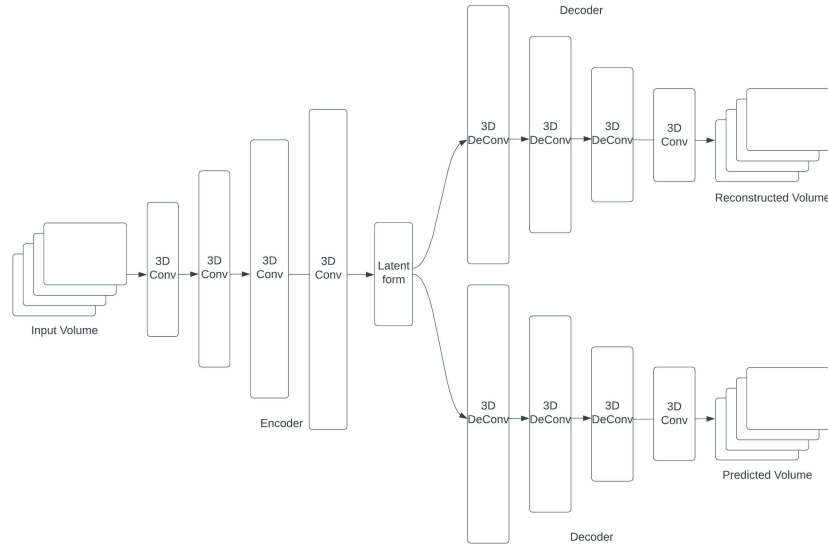 Decoder
3D
DeConv
3D
DeConv
3D
DeConv
3D
Conv
Reconstructed Volume
Input Volume
3D
Conv
3D
Conv
3D
Conv
3D
Conv
Encoder
Latent
form
3D
DeConv
3D
DeConv
3D
DeConv
3D
Conv
Predicted Volume
Decoder